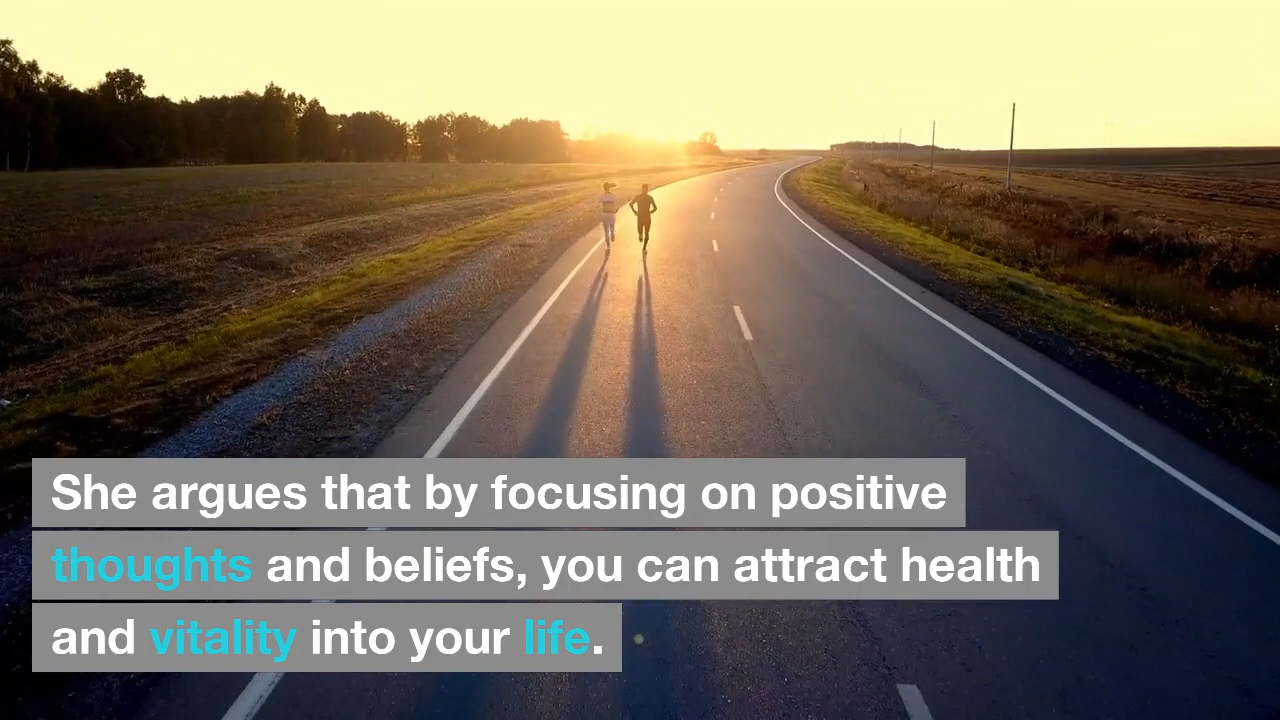 She argues that by focusing on positive
thoughts and beliefs, you can attract health
and vitality into your life.